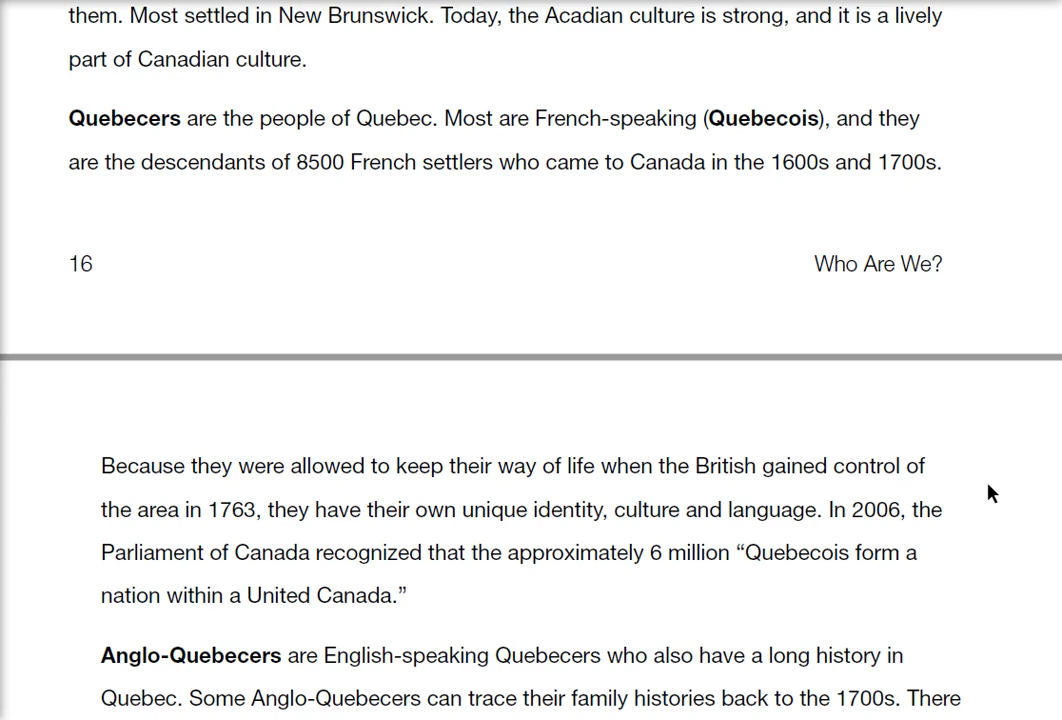 them. Most settled in New Brunswick. Today, the Acadian culture is strong, and it is a lively
part of Canadian culture.
Quebecers are the people of Quebec. Most are French-speaking (Quebecois), and they
are the descendants of 8500 French settlers who came to Canada in the 1600s and 1700s.
16 Who Are We?
Because they were allowed to keep their way of life when the British gained control of
the area in 1763, they have their own unique identity, culture and language. In 2006, the
Parliament of Canada recognized that the approximately 6 million “Quebecois form a
nation within a United Canada.”
Anglo-Quebecers are English-speaking Quebecers who also have a long history in
Quebec. Some Anglo-Quebecers can trace their family histories back to the 1700s. There